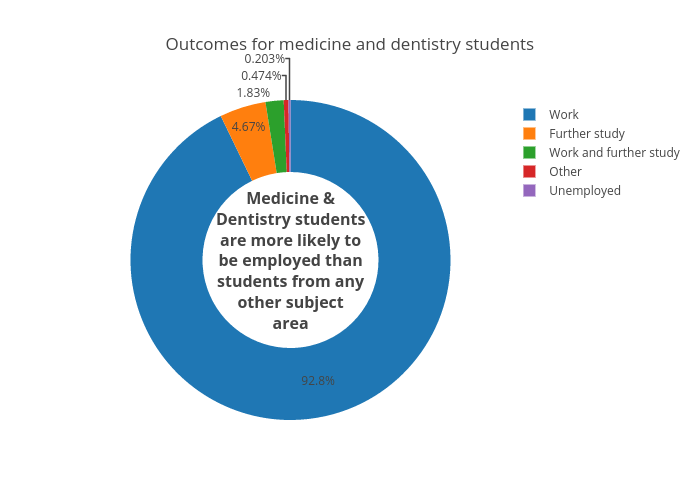 Outcomes for medicine and dentistry students
0.203%
0.474%
1.83%
4.67%
92.8%
Medicine &
Dentistry students
are more likely to
be employed than
students from any
other subject
area
Work
Further study
Work and further study
Other
Unemployed